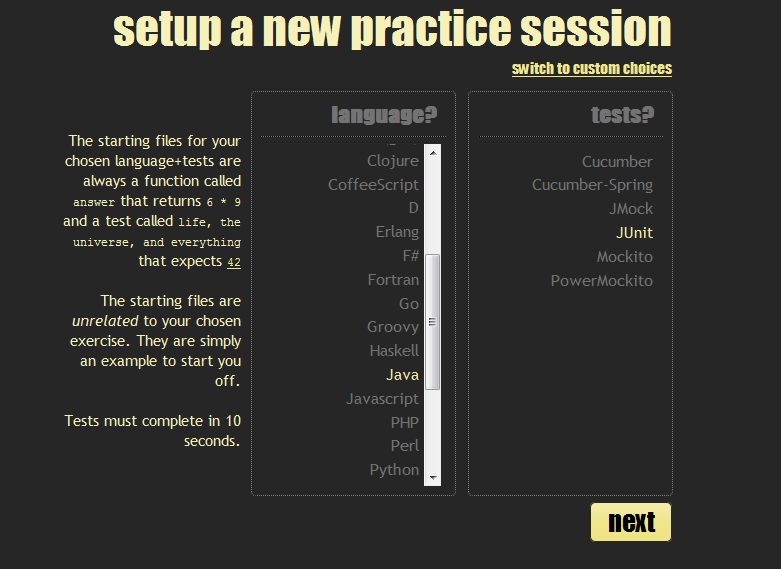 setup a new practice session
switch to custom choices
The starting files for your
chosen language+tests are
always a function called
answer that returns 6 * 9
and a test called life, the
universe, and everything
that expects 42
The starting files are
unrelated to your chosen
exercise. They are simply
an example to start you
off.
Tests must complete in 10
seconds.
language?
Clojure
CoffeeScript
D
Erlang
F#
Fortran
Go
Groovy
Haskell
Java
Javascript
PHP
Perl
Python
tests?
Cucumber
Cucumber-Spring
JMock
JUnit
Mockito
PowerMockito
next